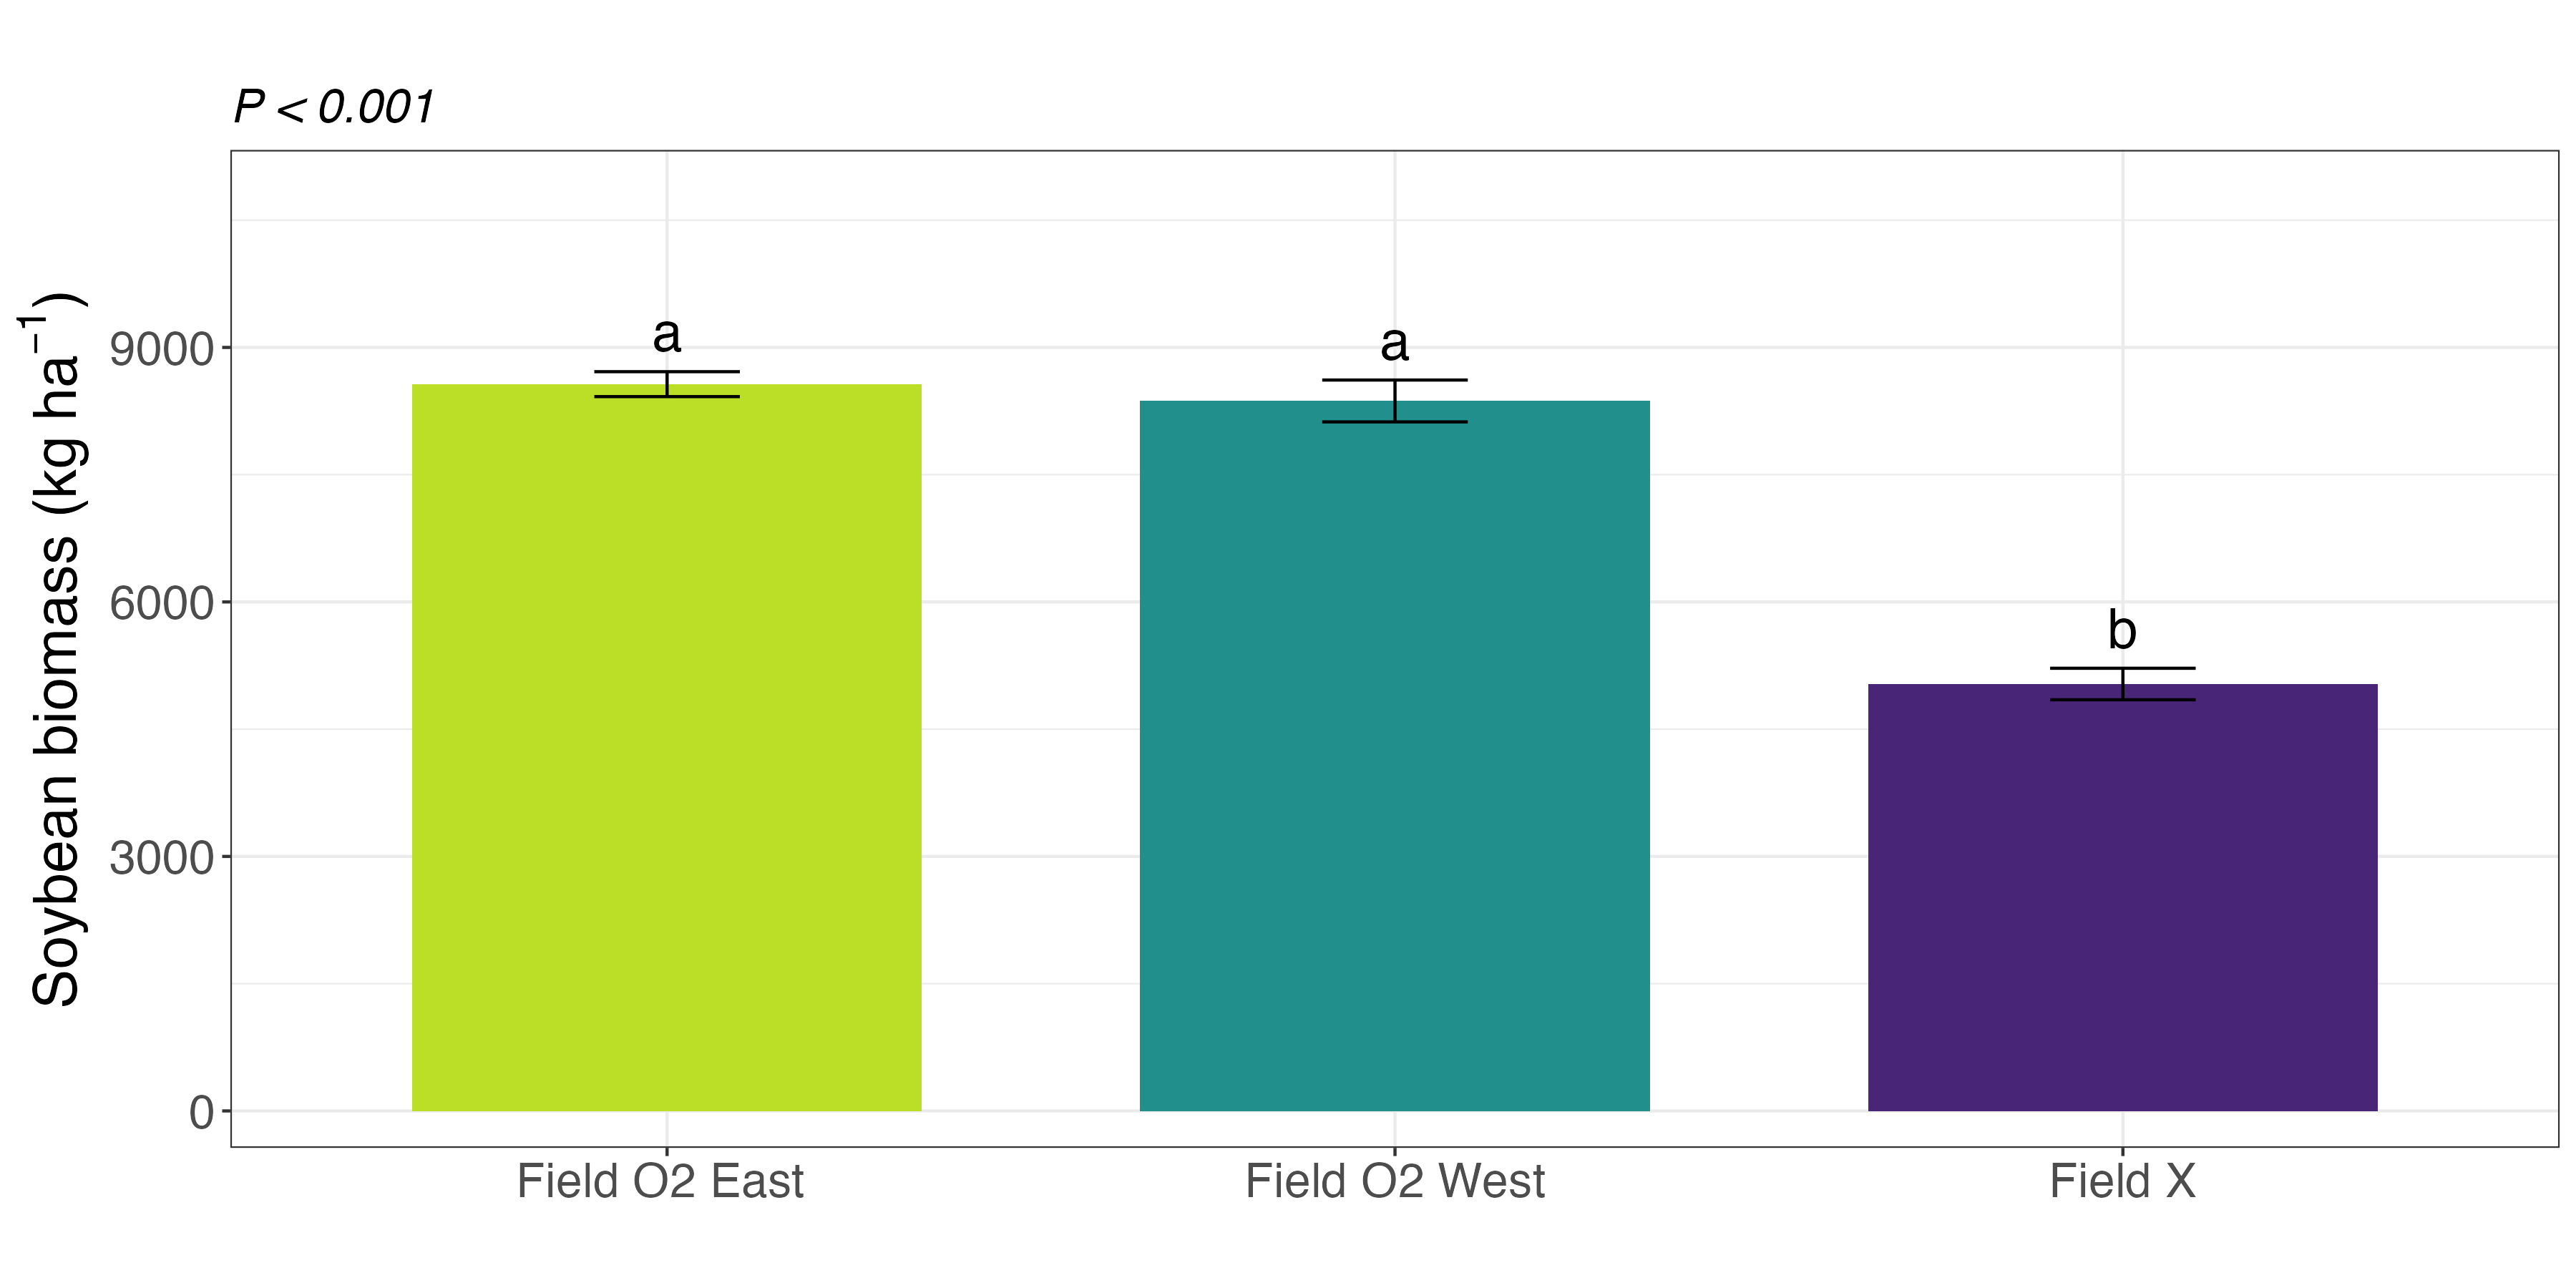 P < 0.001
Soybean biomass (kg ha⁻¹)
9000
6000
3000
0
a
a
b
Field O2 East
Field O2 West
Field X